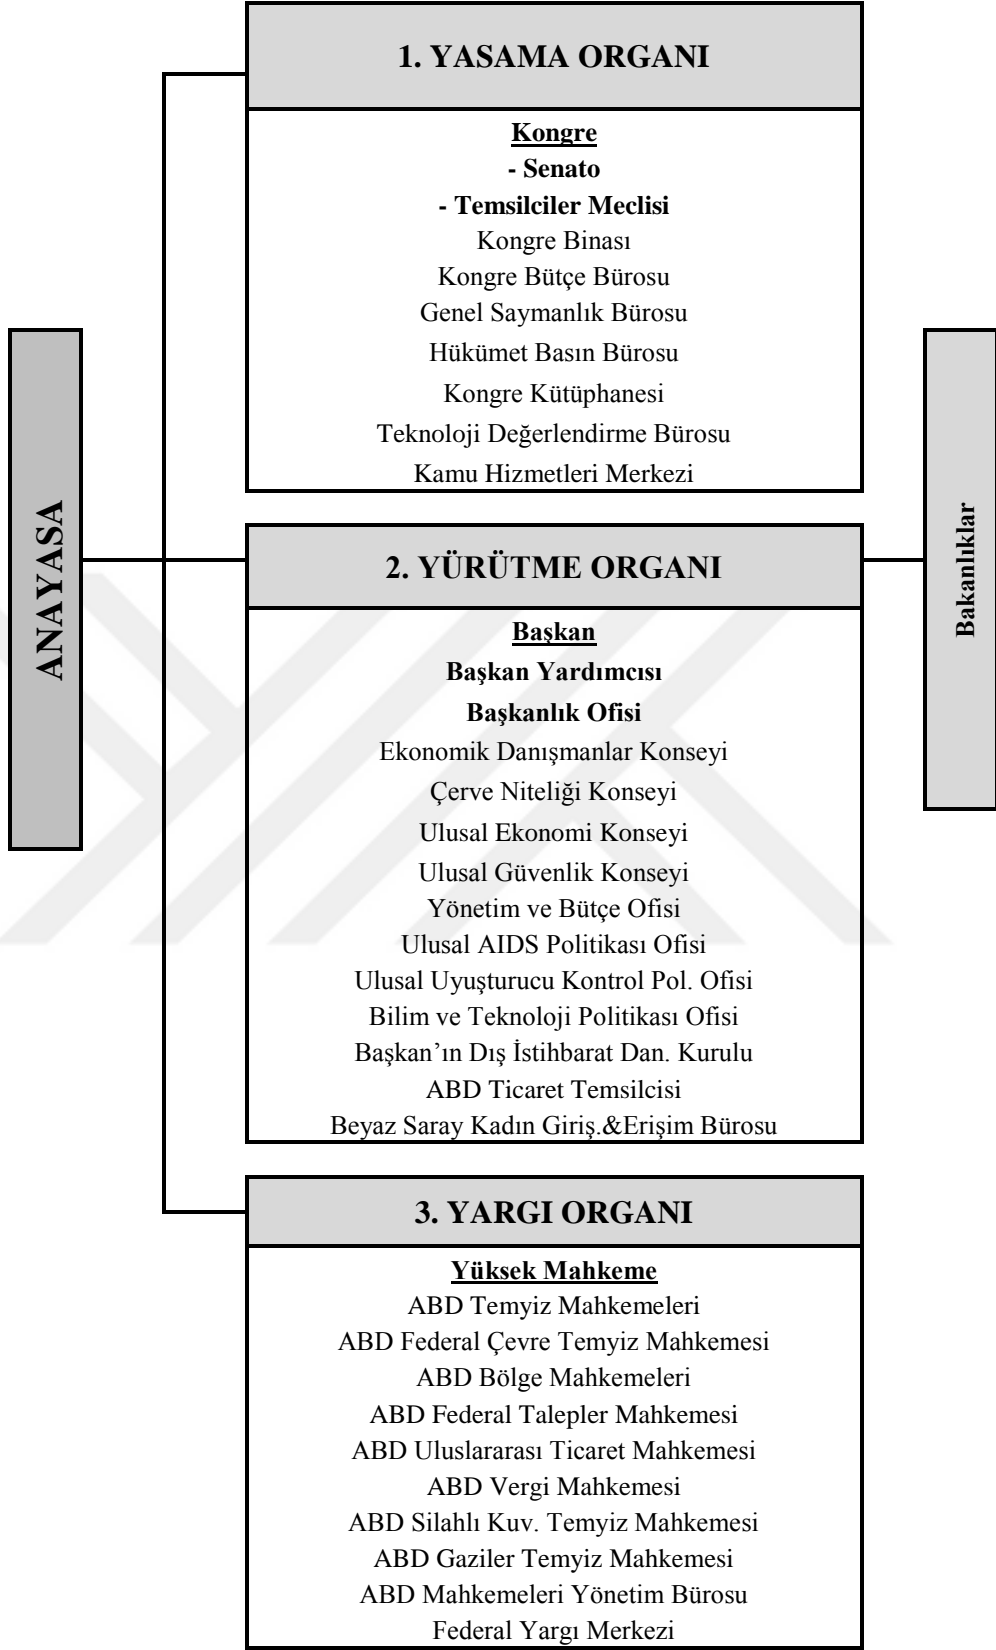 1. YASAMA ORGANI
Kongre
- Senato
- Temsilciler Meclisi
Kongre Binası
Kongre Bütçe Bürosu
Genel Saymanlık Bürosu
Hükümet Basın Bürosu
Kongre Kütüphanesi
Teknoloji Değerlendirme Bürosu
Kamu Hizmetleri Merkezi
ANAYASA
2. YÜRÜTME ORGANI
Bakanlıklar
Başkan
Başkan Yardımcısı
Başkanlık Ofisi
Ekonomik Danışmanlar Konseyi
Çerve Niteliği Konseyi
Ulusal Ekonomi Konseyi
Ulusal Güvenlik Konseyi
Yönetim ve Bütçe Ofisi
Ulusal AIDS Politikası Ofisi
Ulusal Uyuşturucu Kontrol Pol. Ofisi
Bilim ve Teknoloji Politikası Ofisi
Başkan’ın Dış İstihbarat Dan. Kurulu
ABD Ticaret Temsilcisi
Beyaz Saray Kadın Giriş.&Erişim Bürosu
3. YARGI ORGANI
Yüksek Mahkeme
ABD Temyiz Mahkemeleri
ABD Federal Çevre Temyiz Mahkemesi
ABD Bölge Mahkemeleri
ABD Federal Talepler Mahkemesi
ABD Uluslararası Ticaret Mahkemesi
ABD Vergi Mahkemesi
ABD Silahlı Kuv. Temyiz Mahkemesi
ABD Gaziler Temyiz Mahkemesi
ABD Mahkemeleri Yönetim Bürosu
Federal Yargı Merkezi